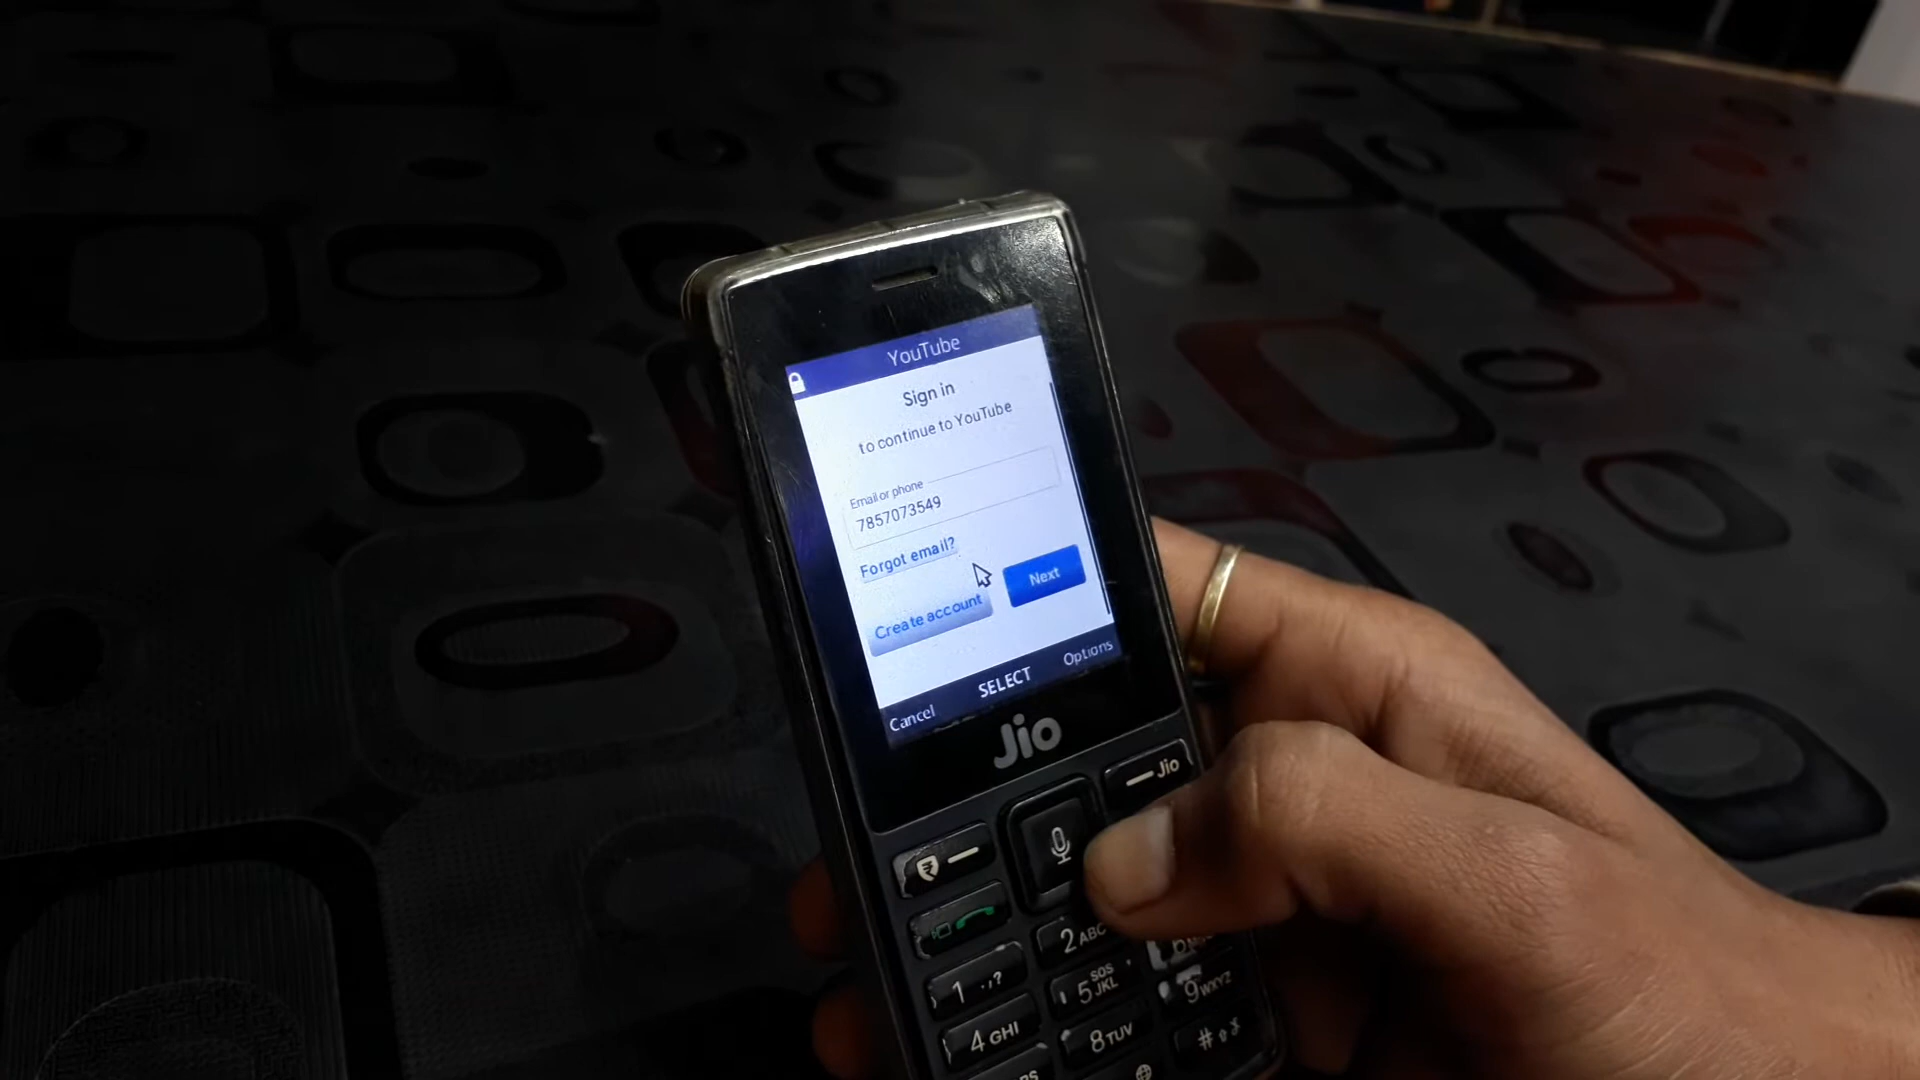 YouTube
Sign in
to continue to YouTube
Email or phone
7857073549
Forgot email?
Next
Create account
Cancel
SELECT
Options
Jio
Jio
2 ABC
1 .,?
5 JKL
SOS
9 WXYZ
4 GHI
8 TUV
#